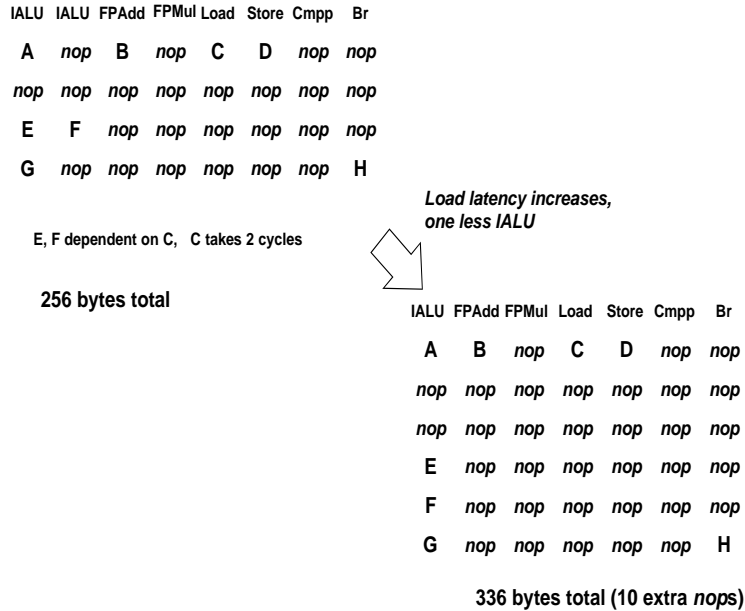 IALU IALU FPAdd FPMul Load Store Cmpp Br
A nop B nop C D nop nop
nop nop nop nop nop nop nop nop
E F nop nop nop nop nop nop
G nop nop nop nop nop nop H
Load latency increases,
one less IALU
E, F dependent on C, C takes 2 cycles
256 bytes total
IALU FPAdd FPMul Load Store Cmpp Br
A B nop C D nop nop
nop nop nop nop nop nop nop
nop nop nop nop nop nop nop
E nop nop nop nop nop nop
F nop nop nop nop nop nop
G nop nop nop nop nop H
336 bytes total (10 extra nops)